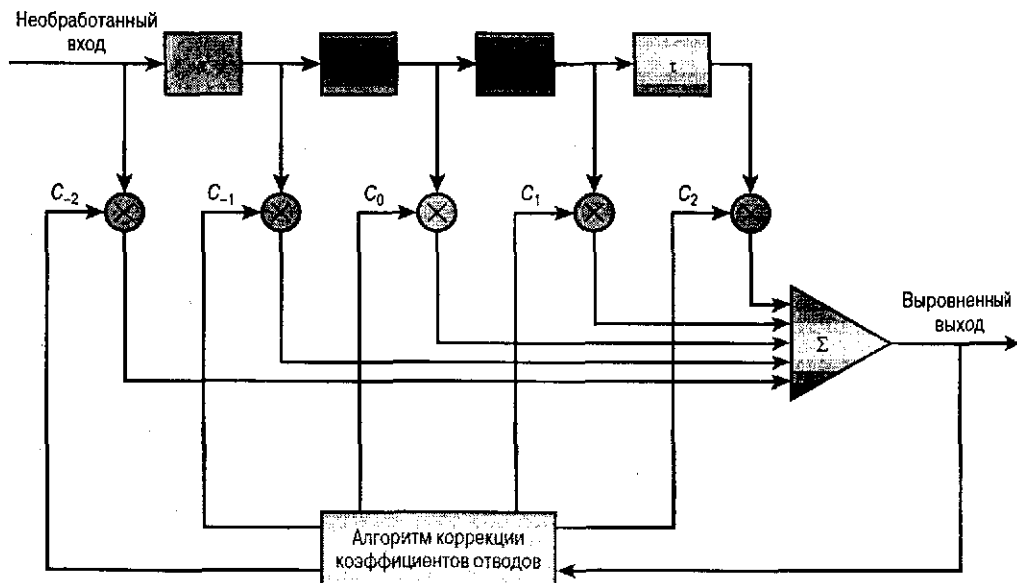 Необработанный
вход
τ
C₋₂
C₋₁
C₀
C₁
C₂
Σ
Выровненный
выход
Алгоритм коррекции
коэффициентов отводов